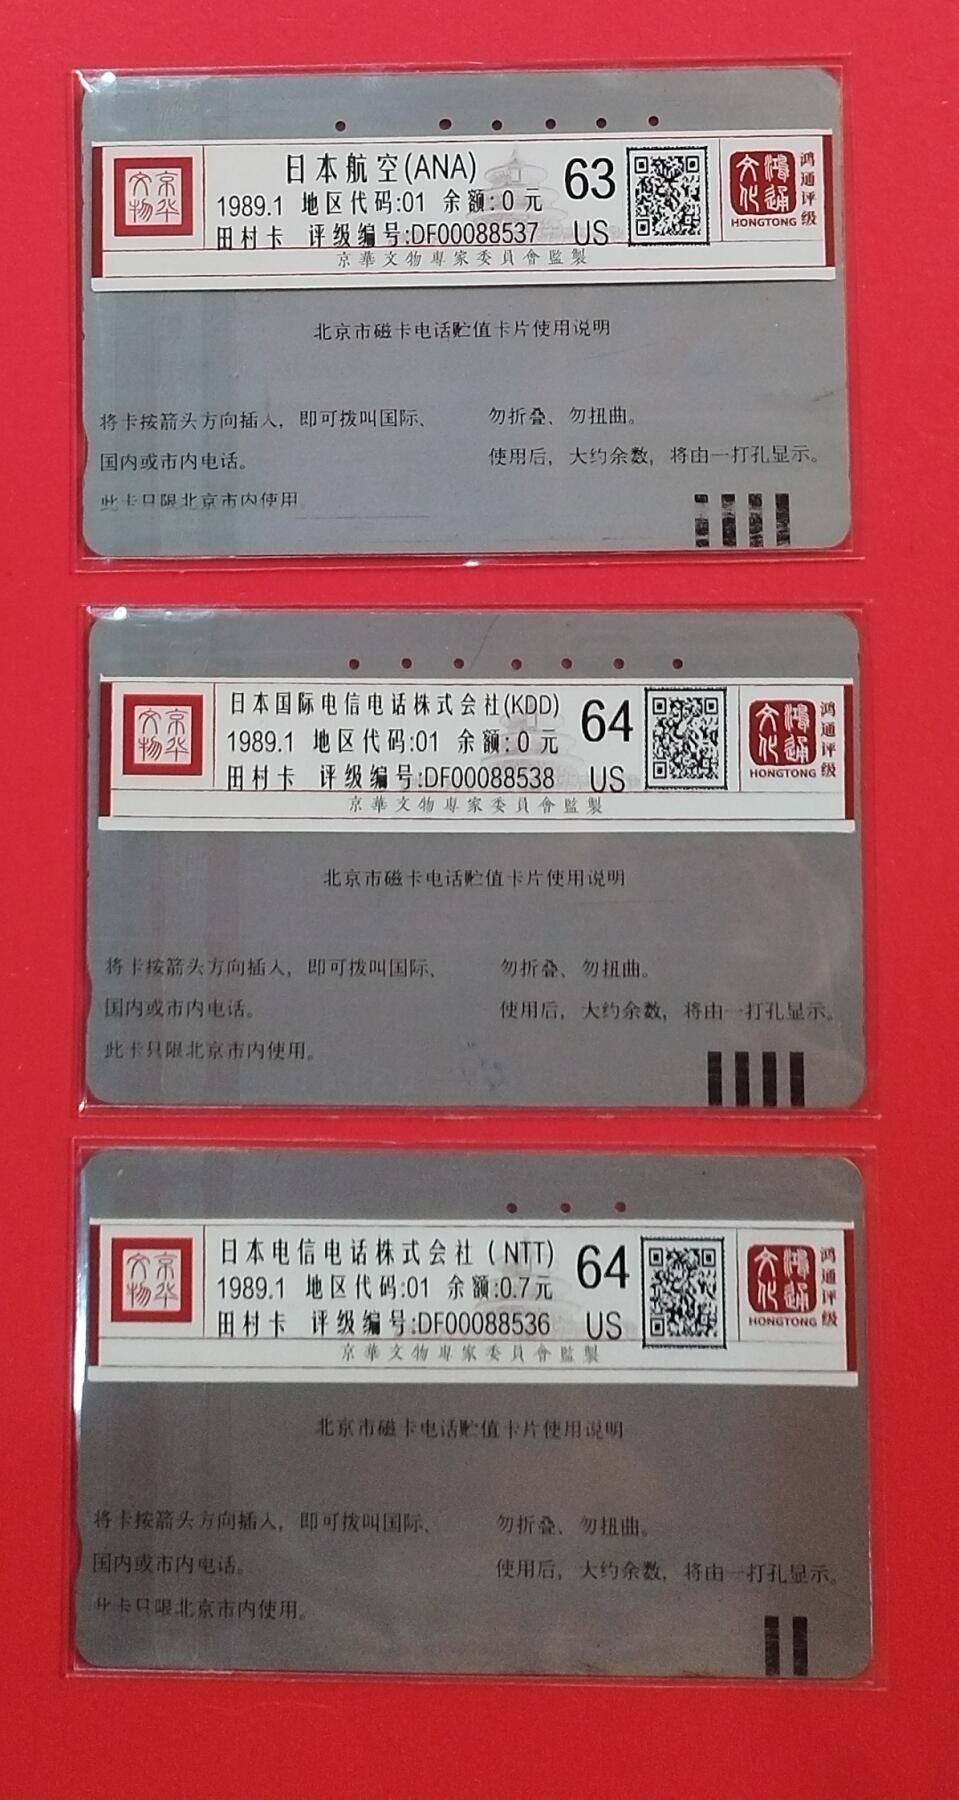 京华
文物
日本航空(ANA)
1989.1 地区代码:01 余额:0 元
田村卡 评级编号:DF00088537
63
US
鸿通
文化
HONGTONG
鸿通评级
京華文物專家委員會監製
北京市磁卡电话贮值卡片使用说明
将卡按箭头方向插入，即可拨叫国际、
国内或市内电话。
此卡只限北京市内使用
勿折叠、勿扭曲。
使用后，大约余数，将由一打孔显示。
京华
文物
日本国际电信电话株式会社(KDD)
1989.1 地区代码:01 余额:0 元
田村卡 评级编号:DF00088538
64
US
鸿通
文化
HONGTONG
鸿通评级
京華文物專家委員會監製
北京市磁卡电话贮值卡片使用说明
将卡按箭头方向插入，即可拨叫国际、
国内或市内电话。
此卡只限北京市内使用。
勿折叠、勿扭曲。
使用后，大约余数，将由一打孔显示。
京华
文物
日本电信电话株式会社（NTT)
1989.1 地区代码:01 余额:0.7元
田村卡 评级编号:DF00088536
64
US
鸿通
文化
HONGTONG
鸿通评级
京華文物專家委員會監製
北京市磁卡电话贮值卡片使用说明
将卡按箭头方向插入，即可拨叫国际、
国内或市内电话。
此卡只限北京市内使用。
勿折叠、勿扭曲。
使用后，大约余数，将由一打孔显示。